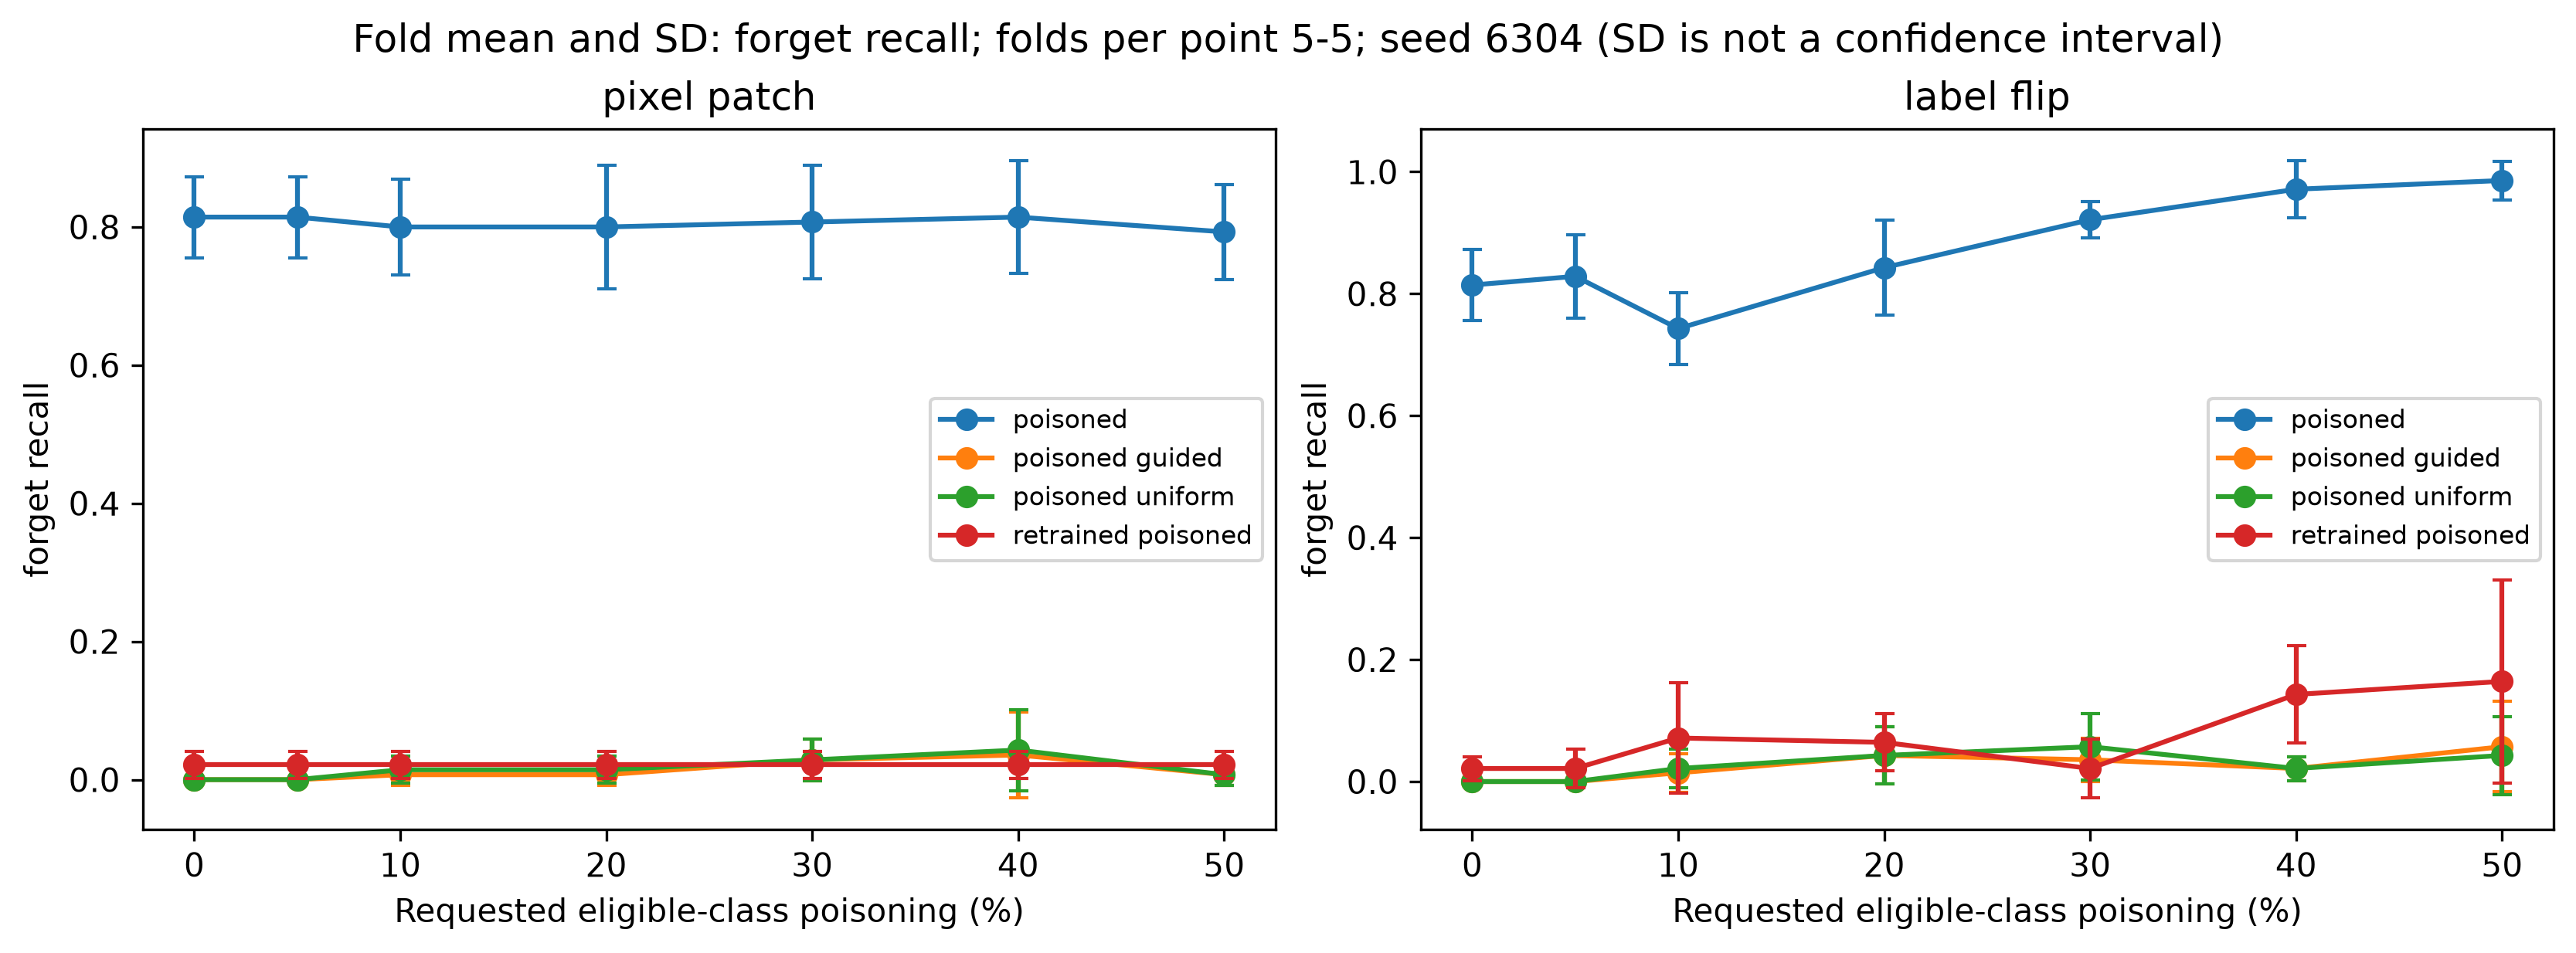 Fold mean and SD: forget recall; folds per point 5-5; seed 6304 (SD is not a confidence interval)
pixel patch
forget recall
0.8
0.6
0.4
0.2
0.0
poisoned
poisoned guided
poisoned uniform
retrained poisoned
0 10 20 30 40 50
Requested eligible-class poisoning (%)
label flip
forget recall
1.0
0.8
0.6
0.4
0.2
0.0
poisoned
poisoned guided
poisoned uniform
retrained poisoned
0 10 20 30 40 50
Requested eligible-class poisoning (%)